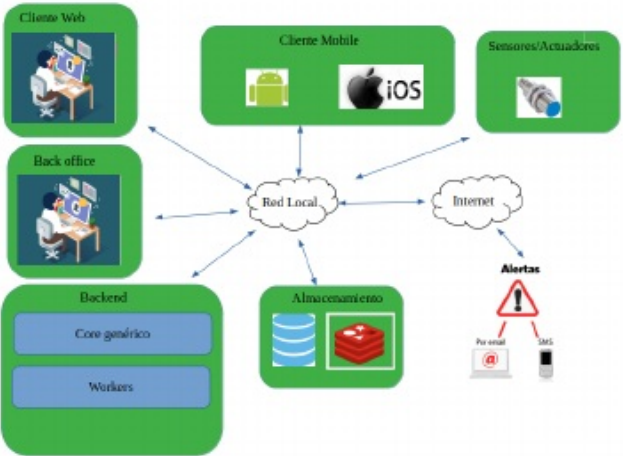 Cliente Web
Cliente Mobile
iOS
Sensores/Actuadores
Back office
Red Local
Internet
Alertas
Por email
SMS
Backend
Core genérico
Workers
Almacenamiento